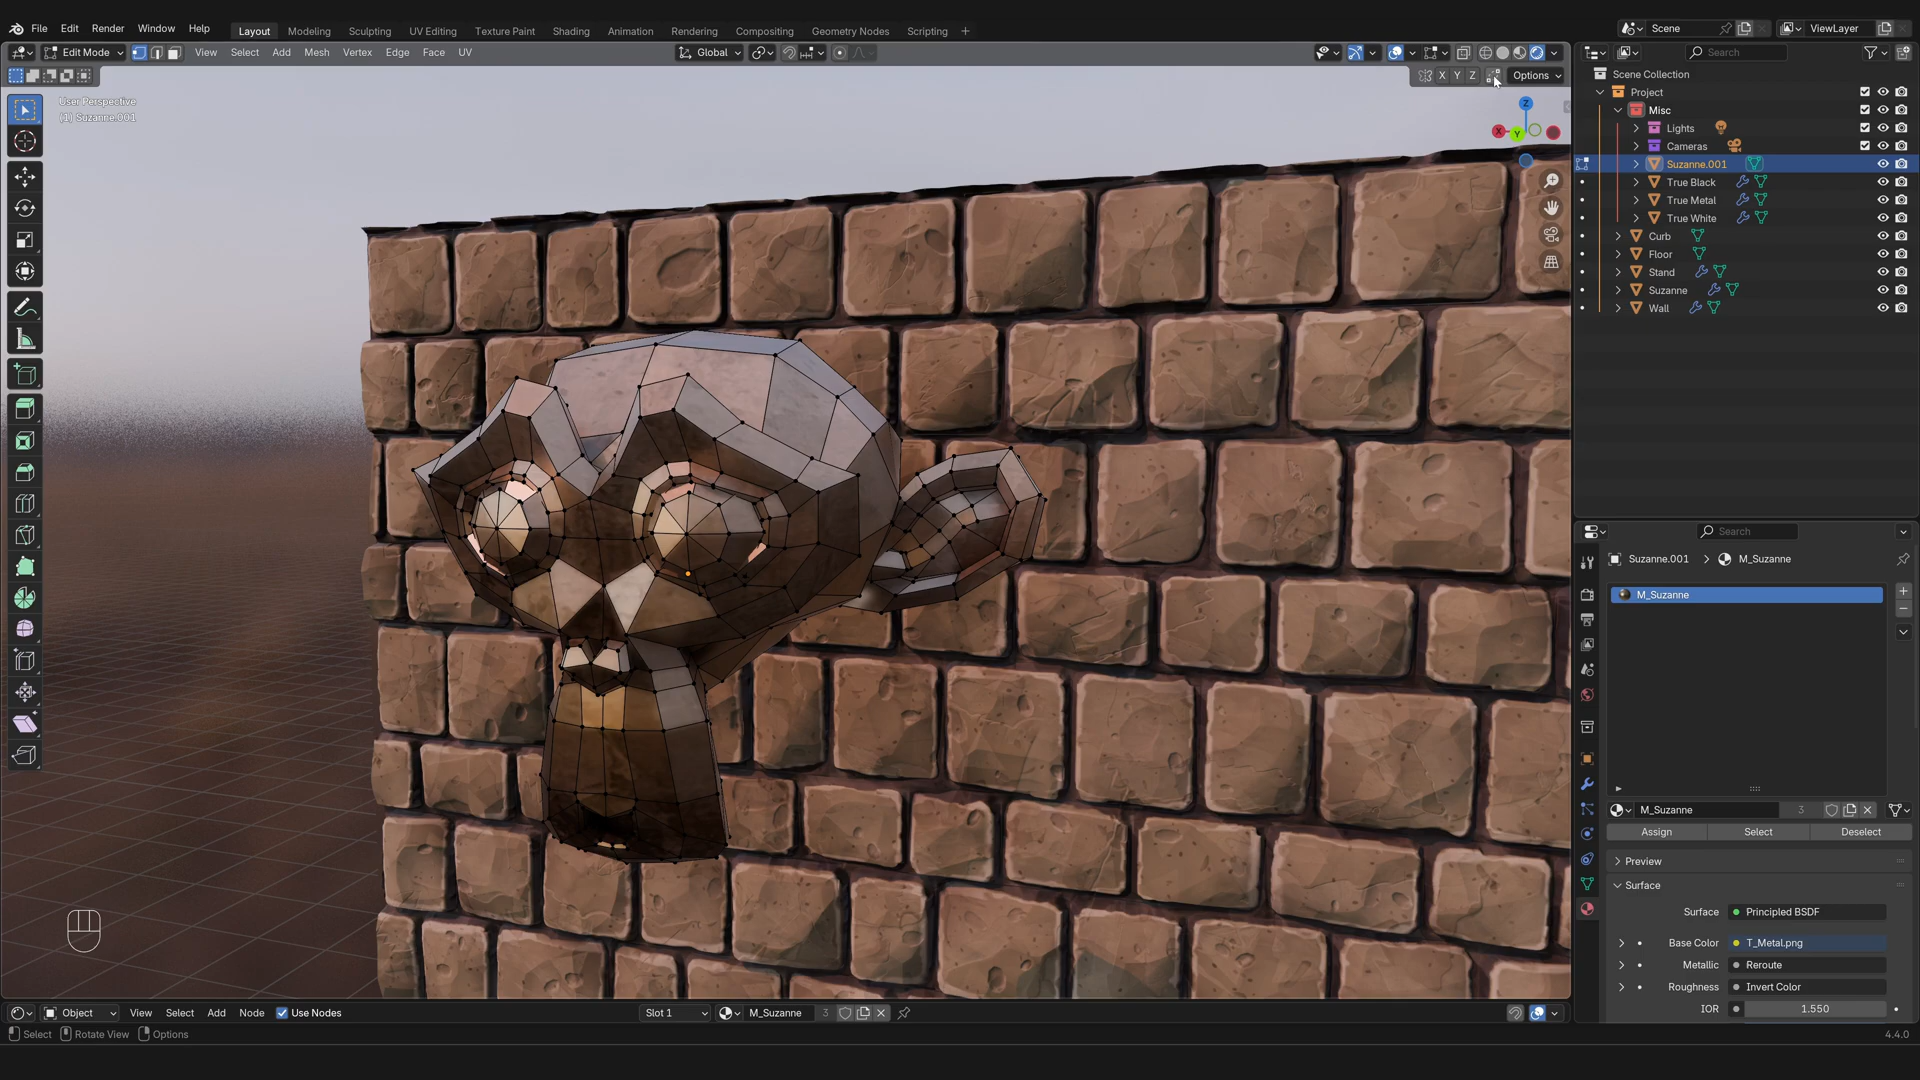 File Edit Render Window Help Layout Modeling Sculpting UV Editing Texture Paint Shading Animation Rendering Compositing Geometry Nodes Scripting + Scene ViewLayer
Edit Mode View Select Add Mesh Vertex Edge Face UV Global Search
X Y Z Options
User Perspective
(1) Suzanne.001
Z
X Y
Scene Collection
Project
Misc
Lights
Cameras
Suzanne.001
True Black
True Metal
True White
Curb
Floor
Stand
Suzanne
Wall
Search
Suzanne.001 > M_Suzanne
M_Suzanne
M_Suzanne 3
Assign Select Deselect
Preview
Surface
Surface Principled BSDF
Base Color T_Metal.png
Metallic Reroute
Roughness Invert Color
IOR 1.550
Object View Select Add Node Use Nodes Slot 1 M_Suzanne 3
Select Rotate View Options 4.4.0